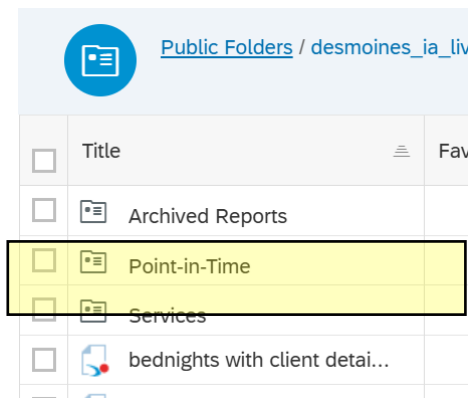 Public Folders / desmoines_ia_liv
Title Fav
Archived Reports
Point-in-Time
Services
bednights with client detai...